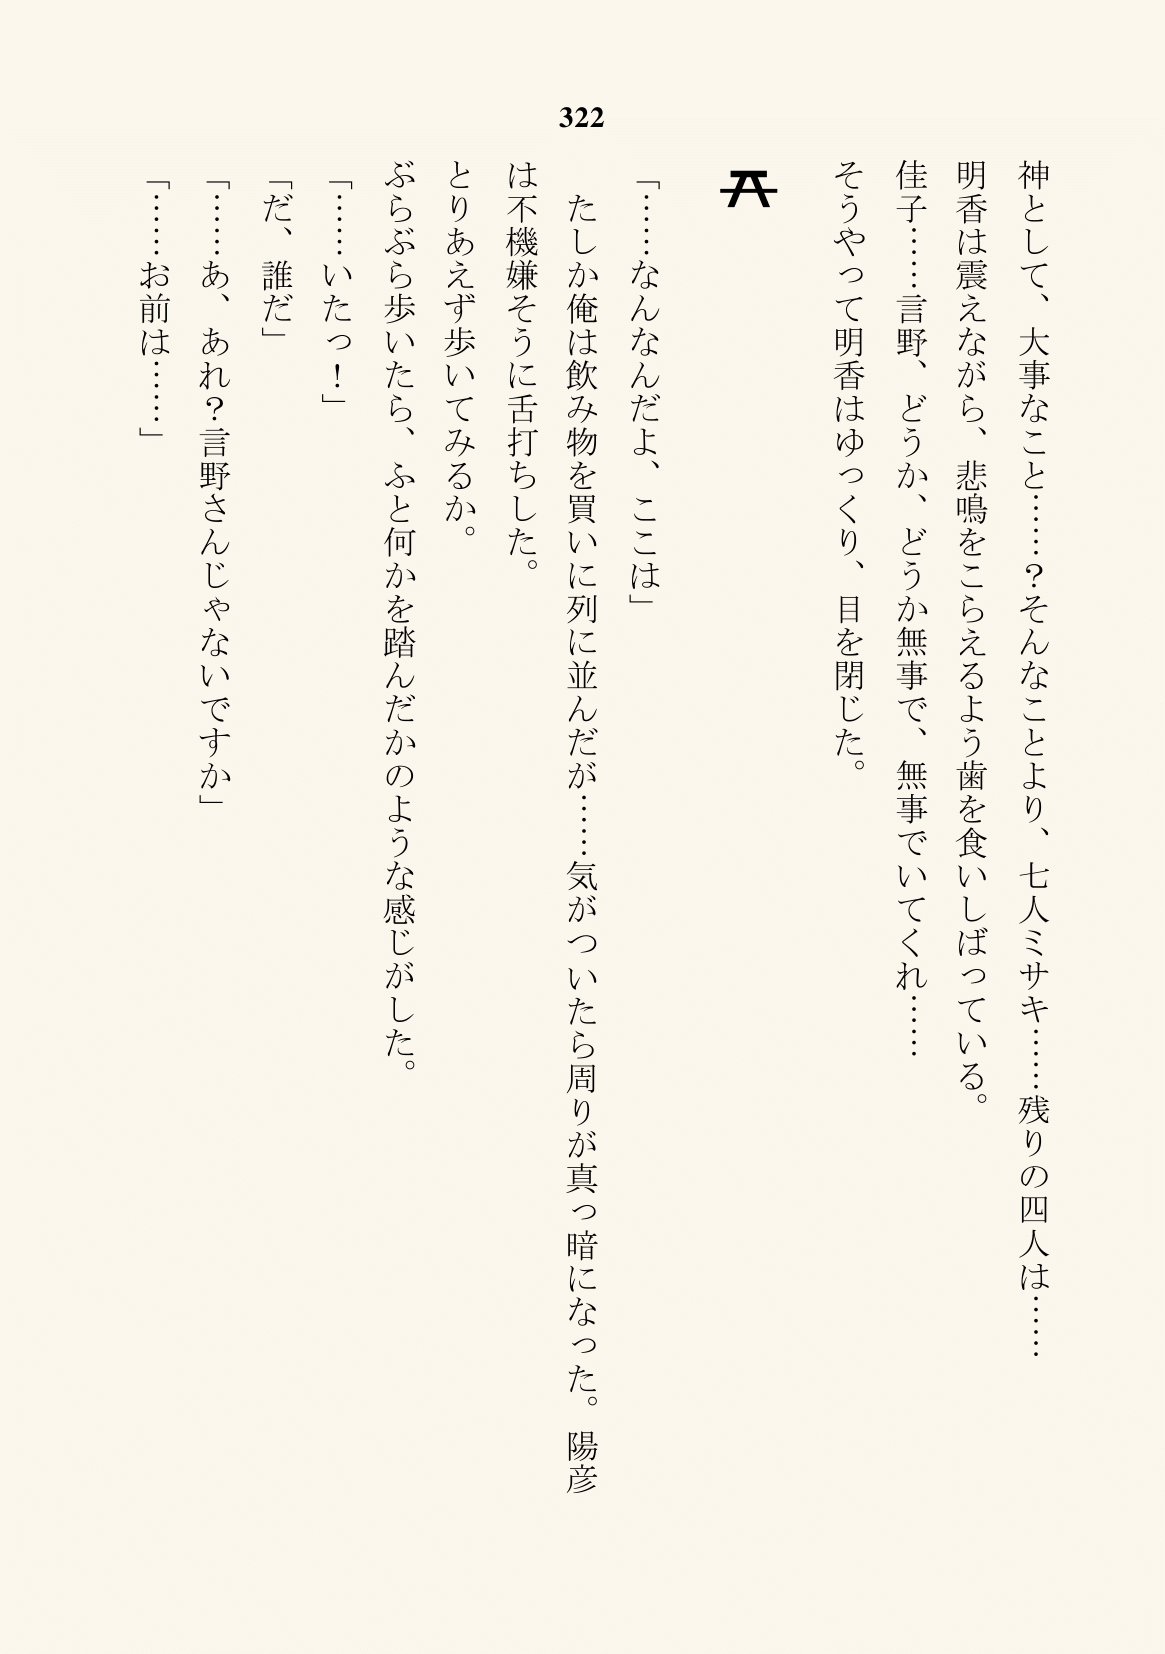 322
神として、大事なこと……？そんなことより、七人ミサキ……残りの四人は……
明香は震えながら、悲鳴をこらえるよう歯を食いしばっている。
佳子……言野、どうか、どうか無事で、無事でいてくれ……
そうやって明香はゆっくり、目を閉じた。
「……なんなんだよ、ここは」
　たしか俺は飲み物を買いに列に並んだが……気がついたら周りが真っ暗になった。陽彦
は不機嫌そうに舌打ちした。
とりあえず歩いてみるか。
ぶらぶら歩いたら、ふと何かを踏んだかのような感じがした。
「……いたっ！」
「だ、誰だ」
「……あ、あれ？言野さんじゃないですか」
「……お前は……」